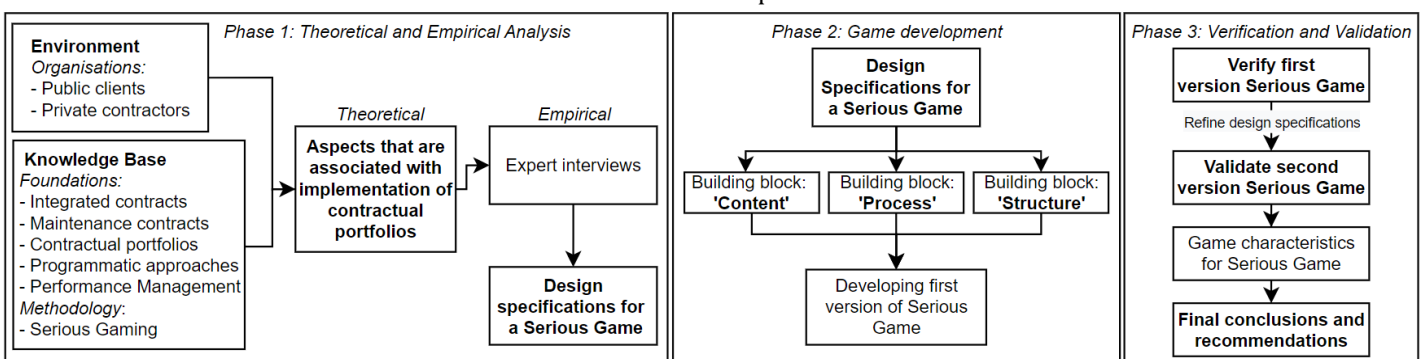 Phase 1: Theoretical and Empirical Analysis
Environment
Organisations:
- Public clients
- Private contractors
Knowledge Base
Foundations:
- Integrated contracts
- Maintenance contracts
- Contractual portfolios
- Programmatic approaches
- Performance Management
Methodology:
- Serious Gaming
Theoretical
Aspects that are
associated with
implementation of
contractual
portfolios
Empirical
Expert interviews
Design
specifications for
a Serious Game
Phase 2: Game development
Design
Specifications for
a Serious Game
Building block:
'Content'
Building block:
'Process'
Building block:
'Structure'
Developing first
version of Serious
Game
Phase 3: Verification and Validation
Verify first
version Serious Game
Refine design specifications
Validate second
version Serious Game
Game characteristics
for Serious Game
Final conclusions and
recommendations